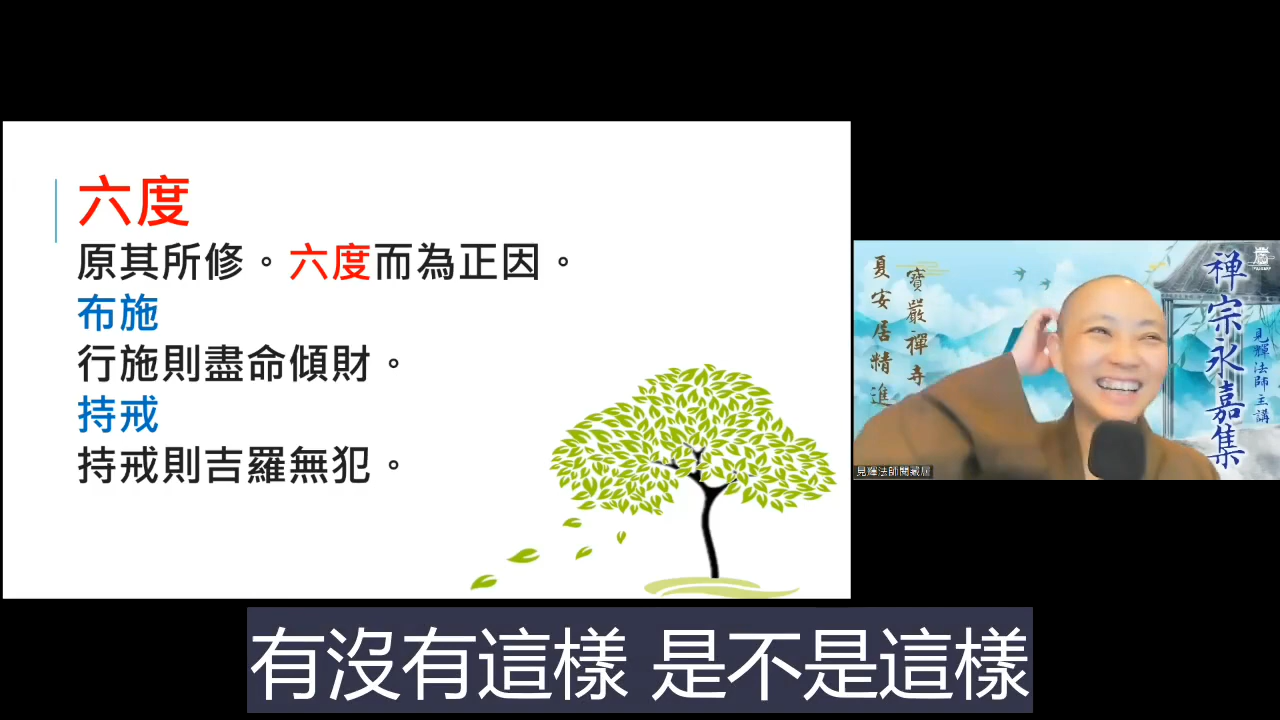 六度
原其所修。六度而為正因。
布施
行施則盡命傾財。
持戒
持戒則吉羅無犯。
夏安居精進
寶嚴禪寺
禅宗永嘉集
見輝法師主講
有沒有這樣 是不是這樣